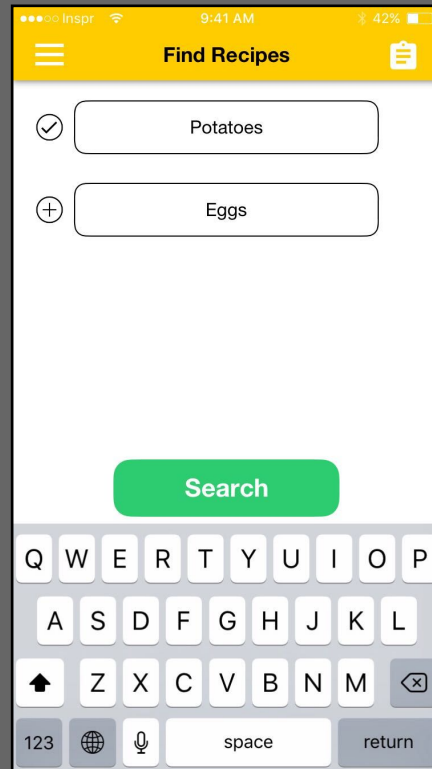 Inspr 9:41 AM 42%
Find Recipes
Potatoes
Eggs
Search
Q W E R T Y U I O P
A S D F G H J K L
Z X C V B N M
123 space return